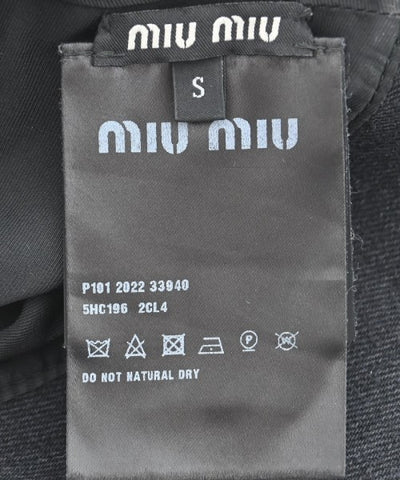 MIU MIU
S
MIU MIU
P101 2022 33940
5HC196 2CL4
P W
DO NOT NATURAL DRY